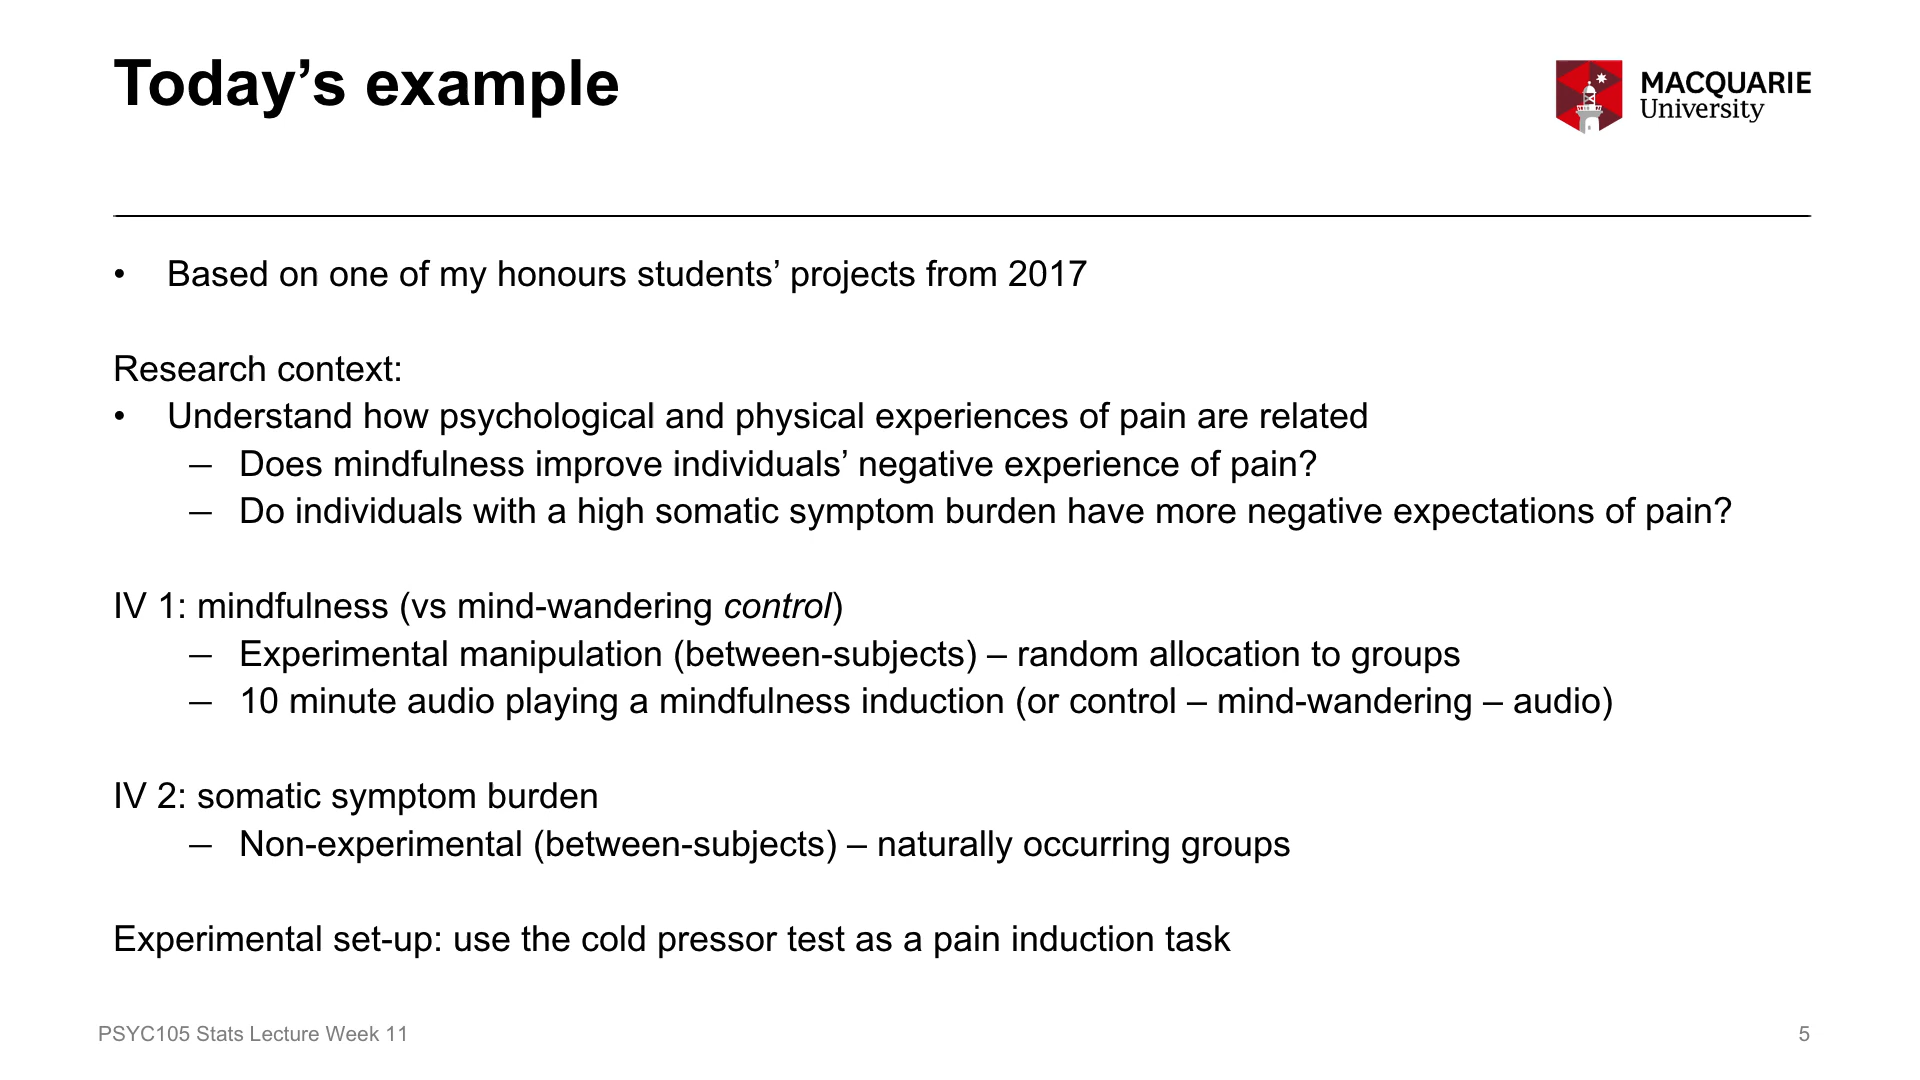 Today’s example
MACQUARIE
University
• Based on one of my honours students’ projects from 2017
Research context:
• Understand how psychological and physical experiences of pain are related
– Does mindfulness improve individuals’ negative experience of pain?
– Do individuals with a high somatic symptom burden have more negative expectations of pain?
IV 1: mindfulness (vs mind-wandering control)
– Experimental manipulation (between-subjects) – random allocation to groups
– 10 minute audio playing a mindfulness induction (or control – mind-wandering – audio)
IV 2: somatic symptom burden
– Non-experimental (between-subjects) – naturally occurring groups
Experimental set-up: use the cold pressor test as a pain induction task
PSYC105 Stats Lecture Week 11
5